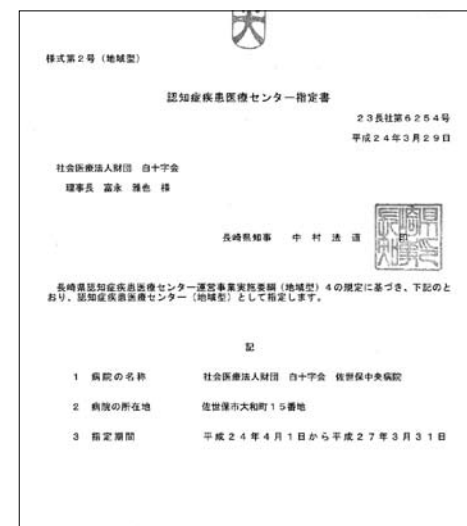 様式第2号(地域型)
認知症疾患医療センター指定書
23長社第6254号
平成24年3月29日
社会医療法人財団 白十字会
理事長 富永 雅也 様
長崎県知事 中村法道 印
長崎県認知症疾患医療センター運営事業実施要綱(地域型)4の規定に基づき、下記のと
おり、認知症疾患医療センター(地域型)として指定します。
記
1 病院の名称 社会医療法人財団 白十字会 佐世保中央病院
2 病院の所在地 佐世保市大和町15番地
3 指定期間 平成24年4月1日から平成27年3月31日